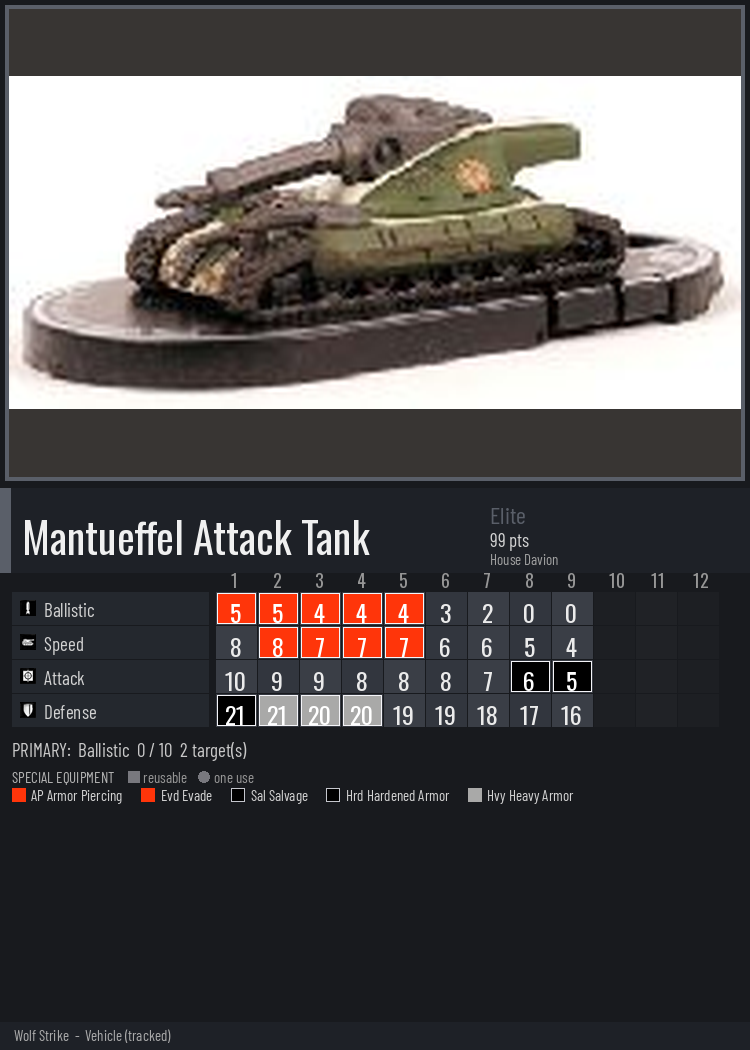 Mantueffel Attack Tank
Elite
99 pts
House Davion
1 2 3 4 5 6 7 8 9 10 11 12
Ballistic 5 5 4 4 4 3 2 0 0
Speed 8 8 7 7 7 6 6 5 4
Attack 10 9 9 8 8 8 7 6 5
Defense 21 21 20 20 19 19 18 17 16
PRIMARY: Ballistic 0 / 10 2 target(s)
SPECIAL EQUIPMENT reusable one use
AP Armor Piercing Evd Evade Sal Salvage Hrd Hardened Armor Hvy Heavy Armor
Wolf Strike - Vehicle (tracked)